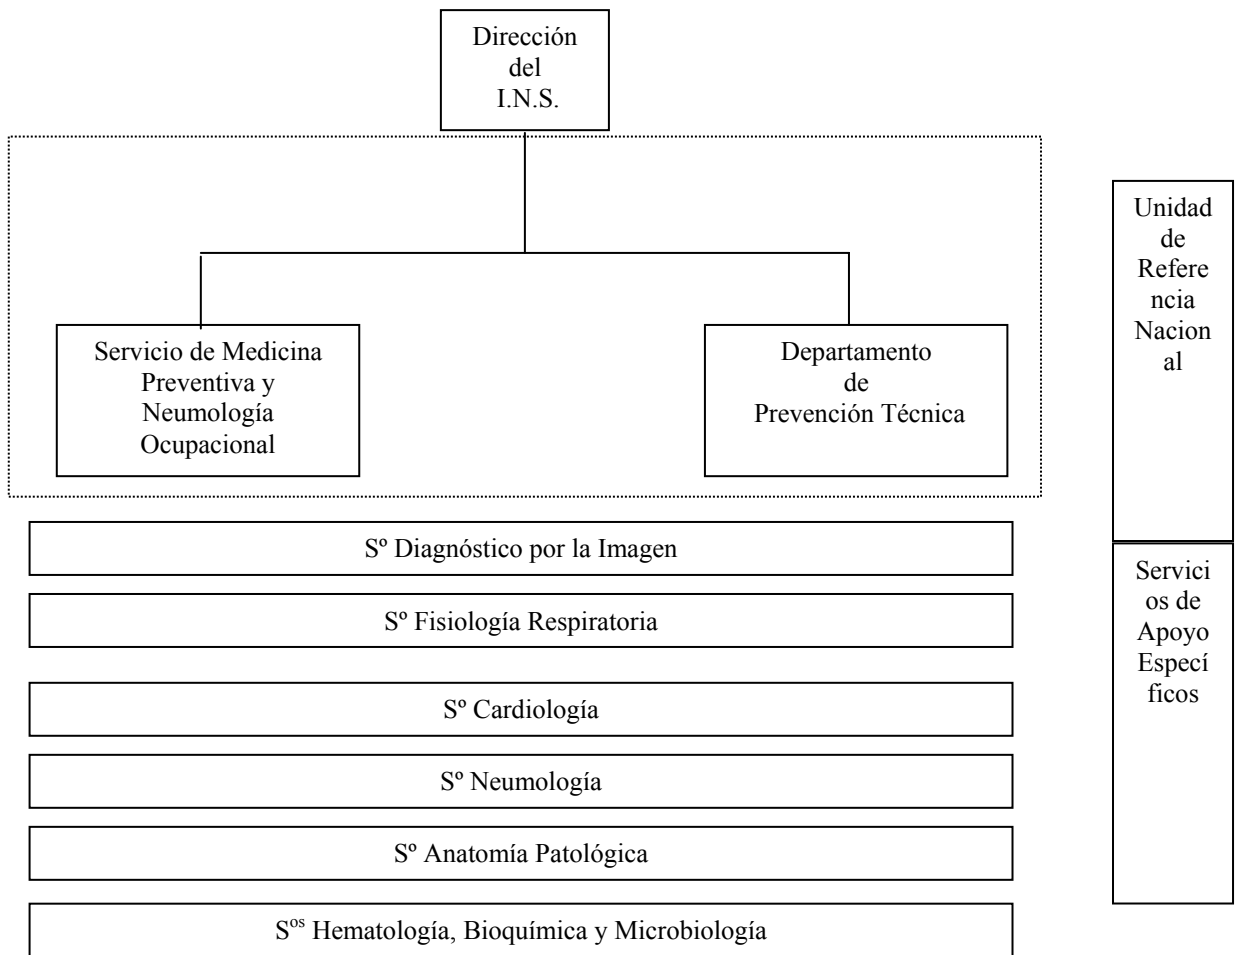 Dirección
del
I.N.S.
Servicio de Medicina
Preventiva y
Neumología
Ocupacional
Departamento
de
Prevención Técnica
Unidad
de
Refere
ncia
Nacion
al
Sº Diagnóstico por la Imagen
Sº Fisiología Respiratoria
Sº Cardiología
Sº Neumología
Sº Anatomía Patológica
Sos Hematología, Bioquímica y Microbiología
Servici
os de
Apoyo
Especí
ficos